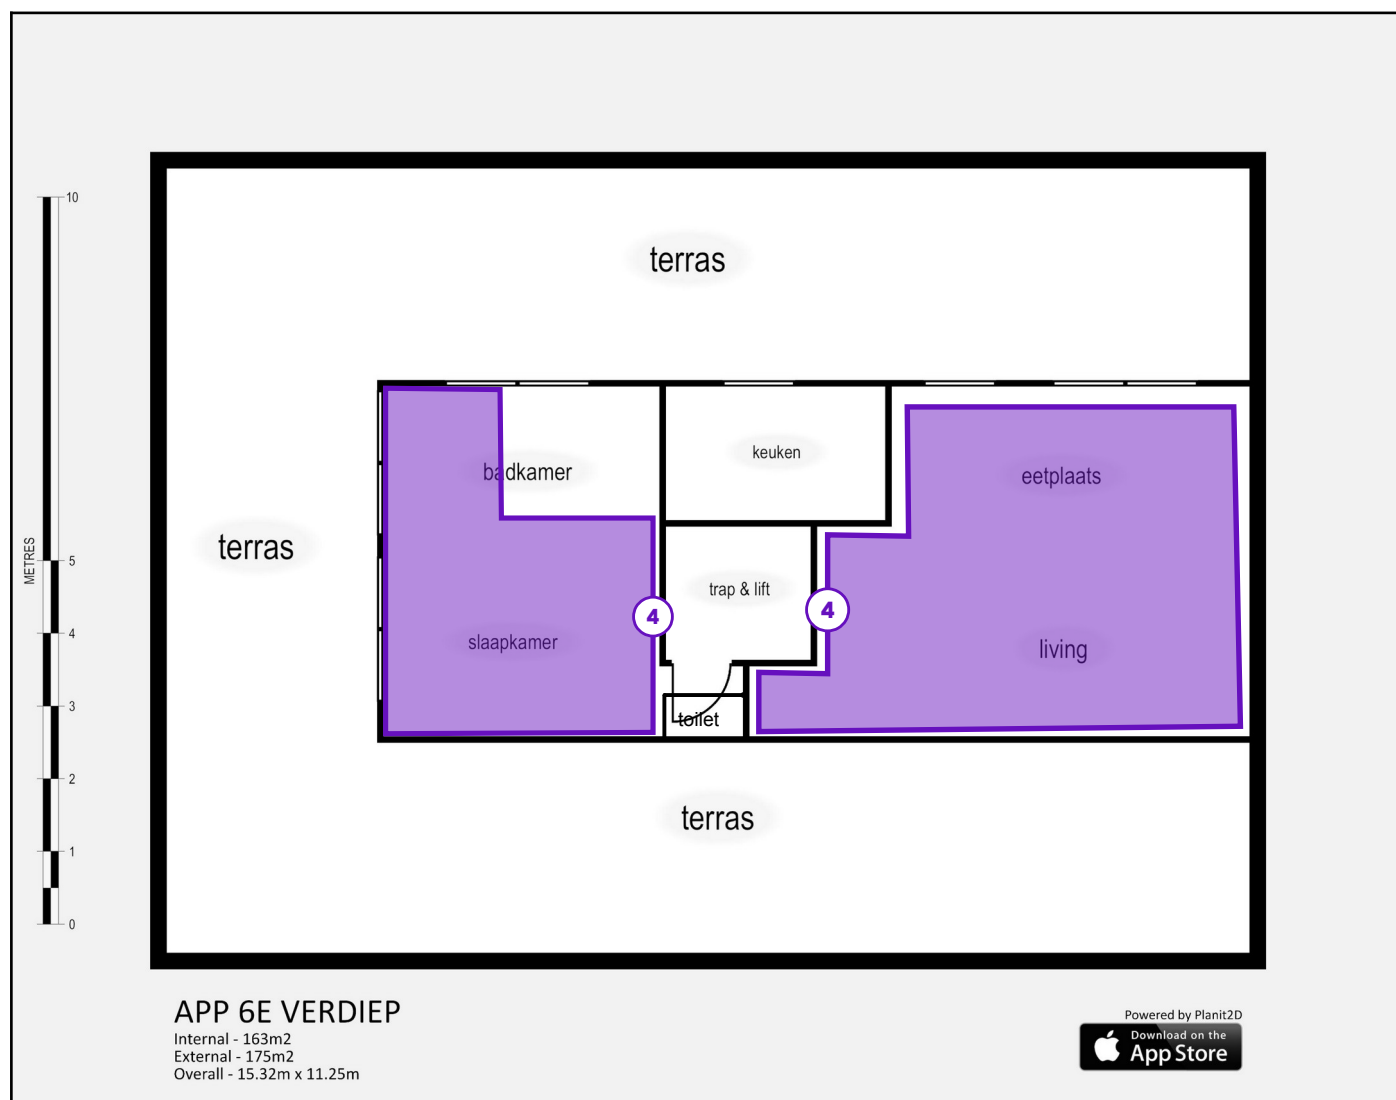 10
terras
keuken
badkamer
eetplaats
terras
METRES
5
trap & lift
4
4
4
slaapkamer
living
3
toilet
2
terras
1
0
APP 6E VERDIEP
Internal - 163m2
External - 175m2
Overall - 15.32m x 11.25m
Powered by Planit2D
Download on the
App Store